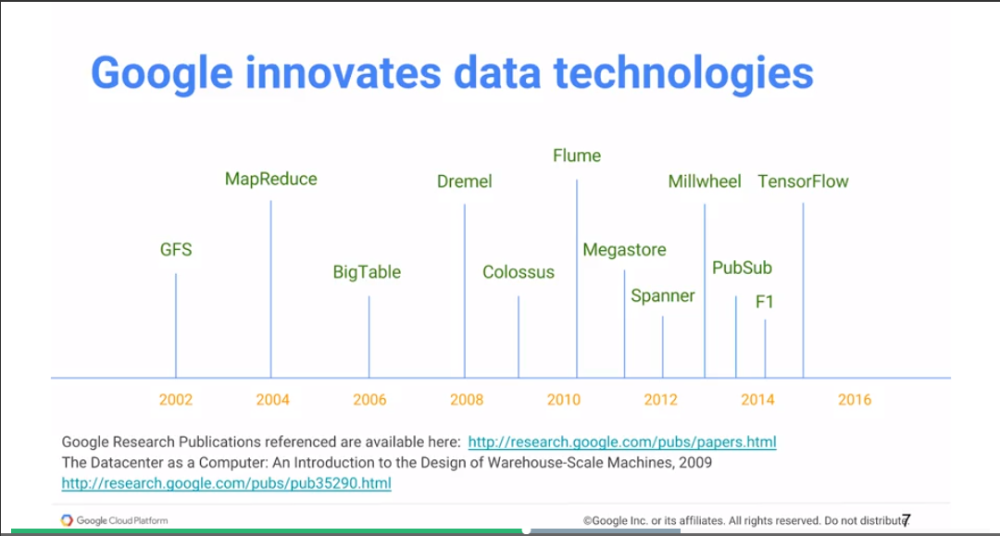 Google innovates data technologies
Flume
MapReduce
Dremel
Millwheel
TensorFlow
GFS
Megastore
BigTable
Colossus
PubSub
Spanner
F1
2002
2004
2006
2008
2010
2012
2014
2016
Google Research Publications referenced are available here: http://research.google.com/pubs/papers.html
The Datacenter as a Computer: An Introduction to the Design of Warehouse-Scale Machines, 2009
http://research.google.com/pubs/pub35290.html
Google Cloud Platform
©Google Inc. or its affiliates. All rights reserved. Do not distribute.
7